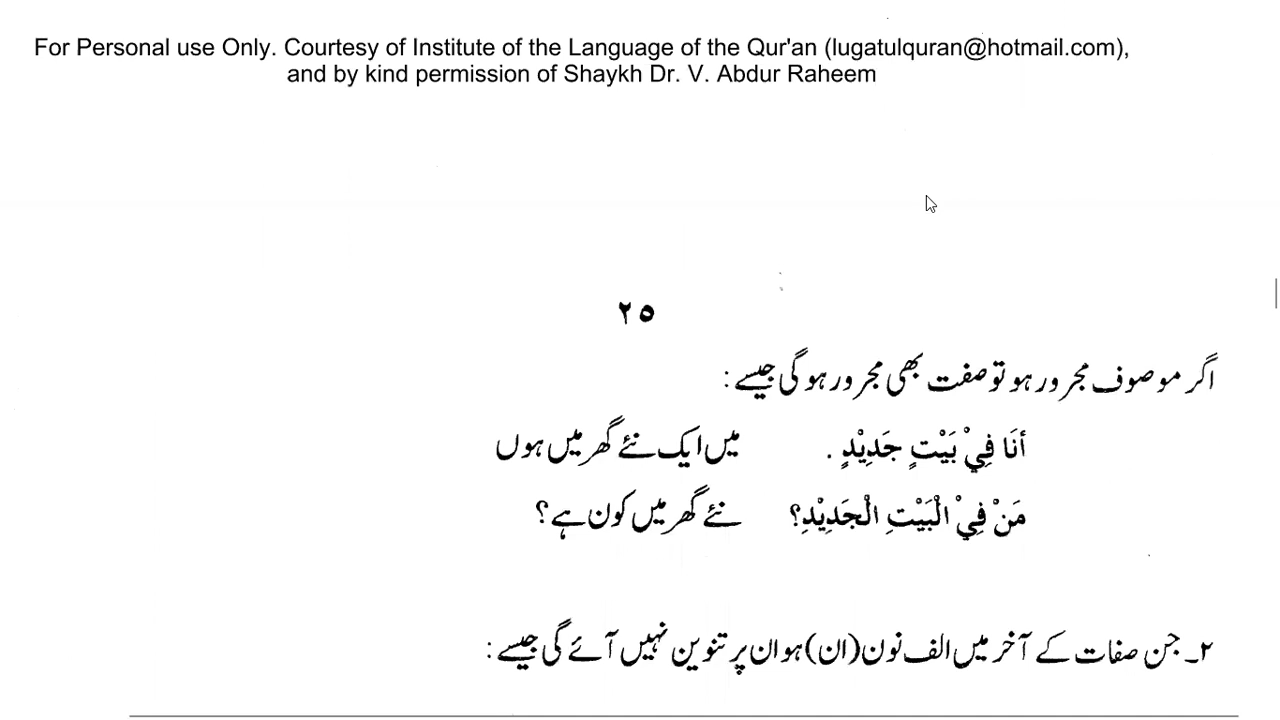 For Personal use Only. Courtesy of Institute of the Language of the Qur'an (lugatulquran@hotmail.com),
and by kind permission of Shaykh Dr. V. Abdur Raheem
٢٥
اگر موصوف مجرور ہو تو صفت بھی مجرور ہو گی جیسے :
أنَا فِيْ بَيْتٍ جَدِيْدٍ . میں ایک نئے گھر میں ہوں
مَنْ فِيْ الْبَيْتِ الْجَدِيْدِ؟ نئے گھر میں کون ہے؟
۲۔ جن صفات کے آخر میں الف نون (ان) ہو ان پر تنوین نہیں آئے گی جیسے :